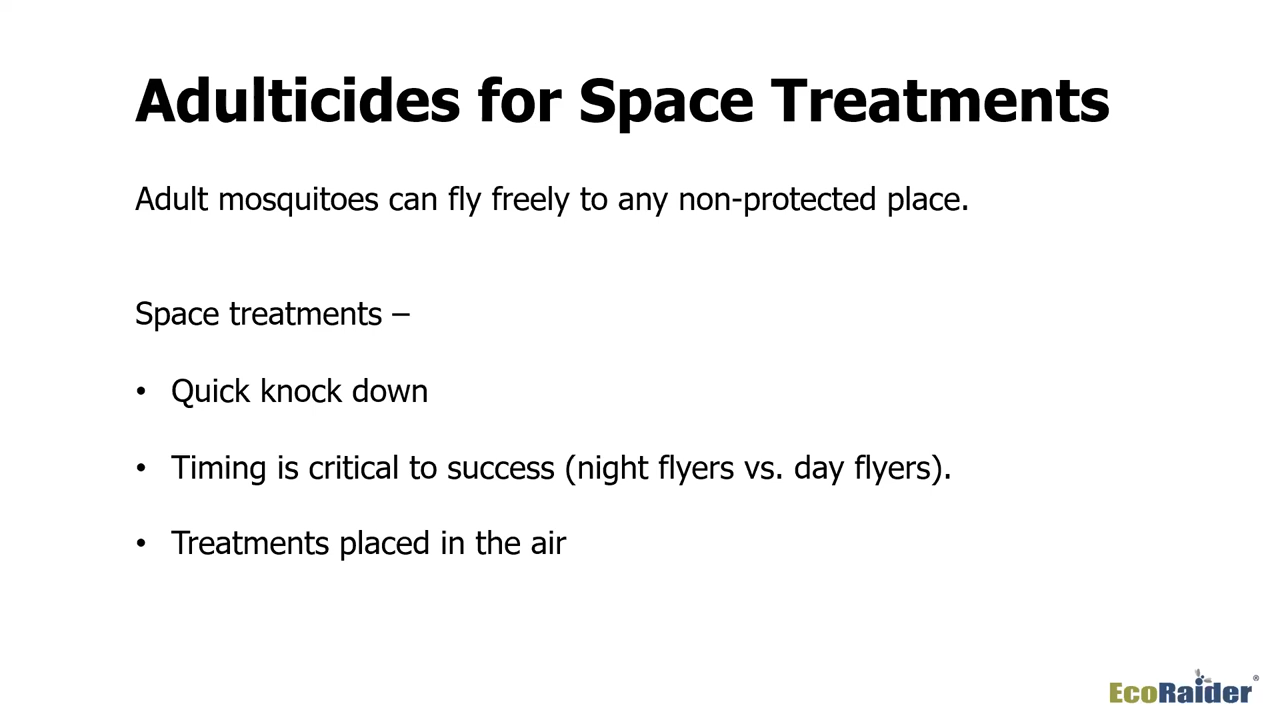 Adulticides for Space Treatments
Adult mosquitoes can fly freely to any non-protected place.
Space treatments –
• Quick knock down
• Timing is critical to success (night flyers vs. day flyers).
• Treatments placed in the air
EcoRaider®